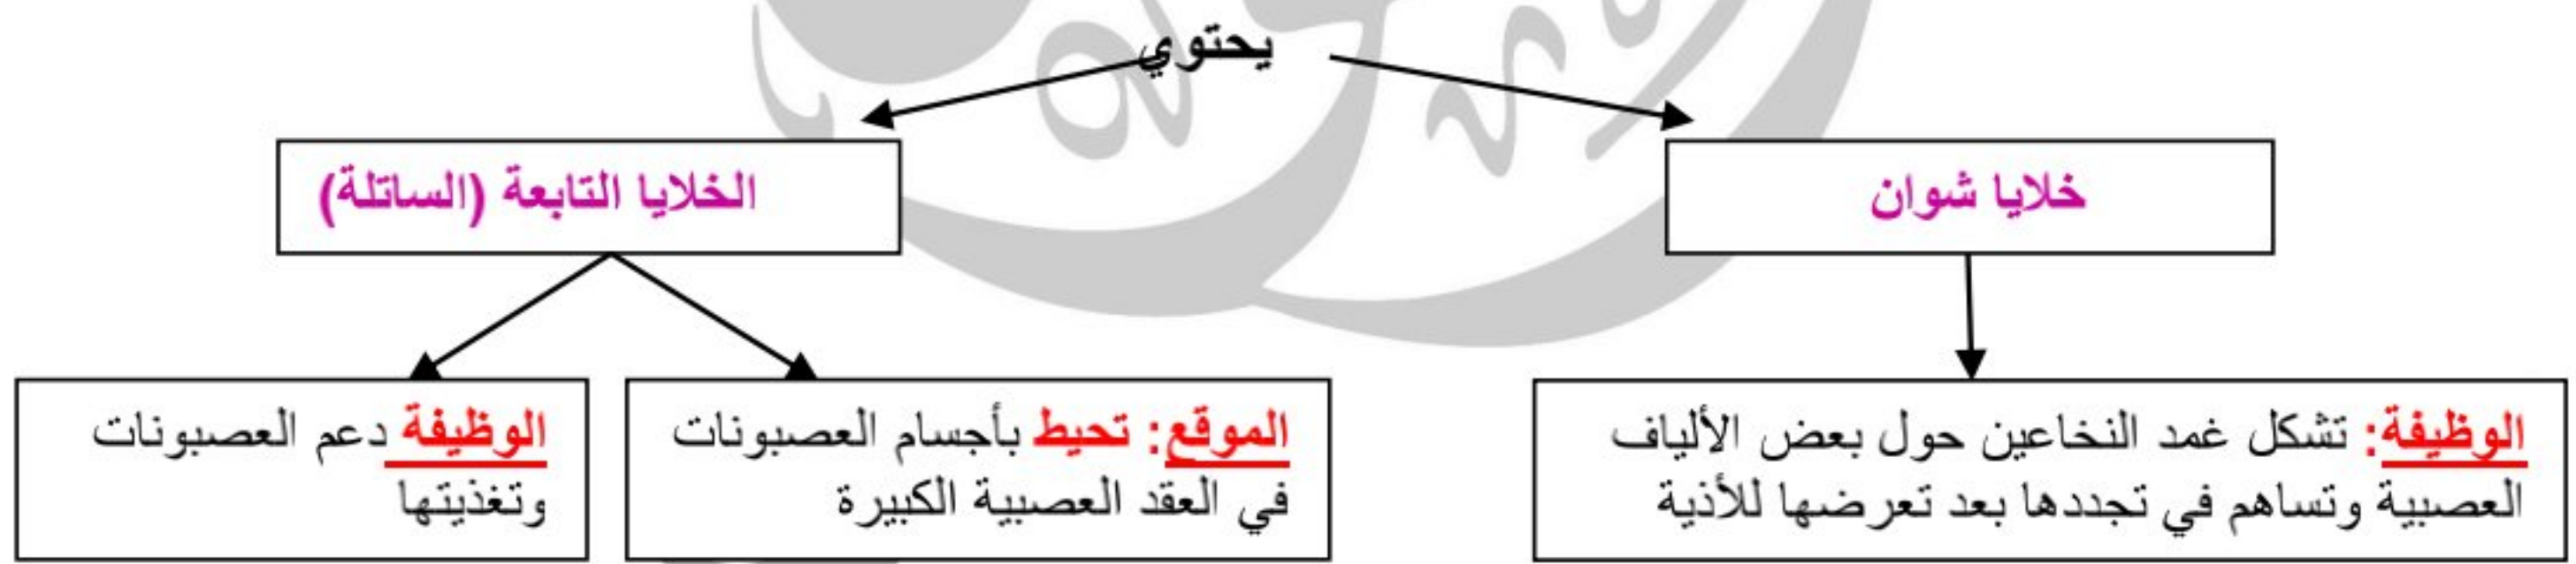 يحتوي
خلايا شوان
الخلايا التابعة (الساتلة)
الوظيفة: تشكل غمد النخاعين حول بعض الألياف
العصبية وتساهم في تجددها بعد تعرضها للأذية
الموقع: تحيط بأجسام العصبونات
في العقد العصبية الكبيرة
الوظيفة دعم العصبونات
وتغذيتها